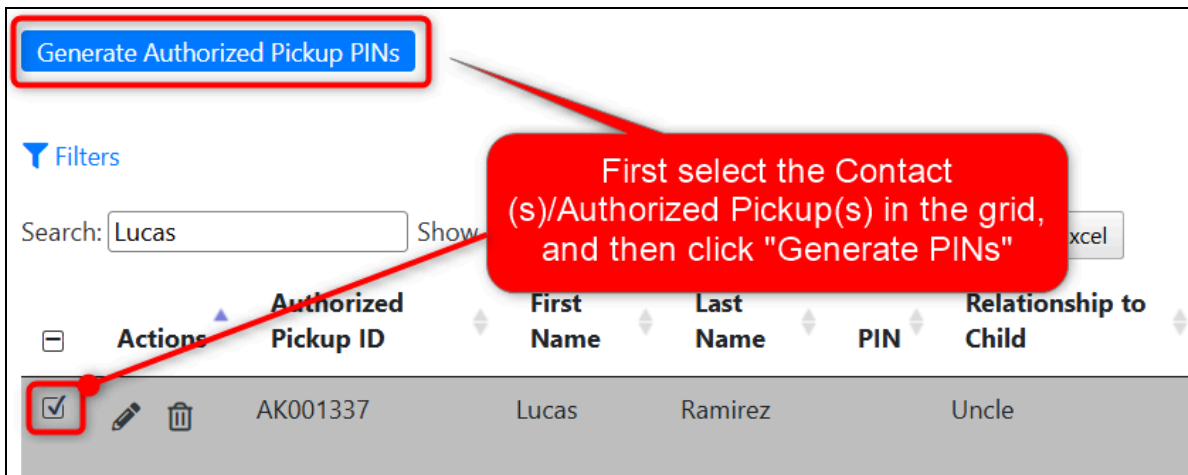 Generate Authorized Pickup PINs
First select the Contact
(s)/Authorized Pickup(s) in the grid,
and then click "Generate PINs"
Filters
Search: Lucas Show
Actions Authorized Pickup ID First Name Last Name PIN Relationship to Child
AK001337 Lucas Ramirez Uncle